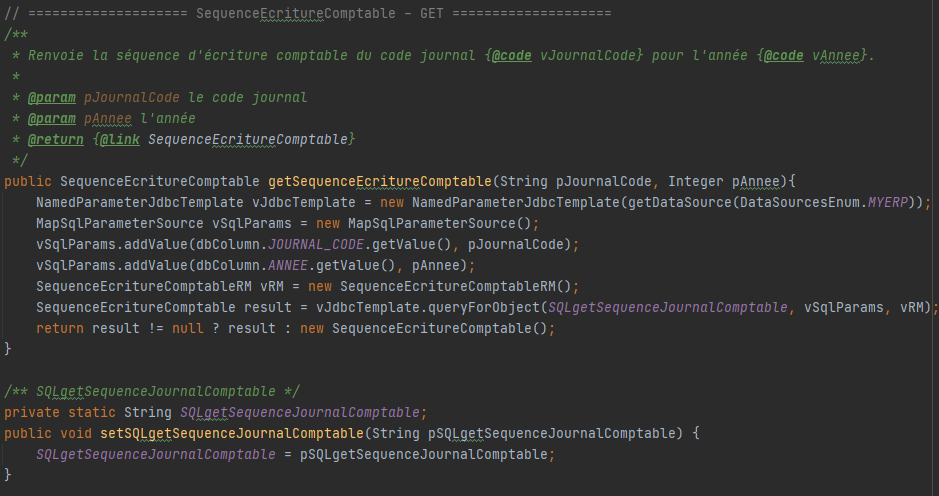 // ==================== SequenceEcritureComptable - GET ====================
/**
 * Renvoie la séquence d'écriture comptable du code journal {@code vJournalCode} pour l'année {@code vAnnee}.
 *
 * @param pJournalCode le code journal
 * @param pAnnee l'année
 * @return {@link SequenceEcritureComptable}
 */
public SequenceEcritureComptable getSequenceEcritureComptable(String pJournalCode, Integer pAnnee){
    NamedParameterJdbcTemplate vJdbcTemplate = new NamedParameterJdbcTemplate(getDataSource(DataSourcesEnum.MYERP));
    MapSqlParameterSource vSqlParams = new MapSqlParameterSource();
    vSqlParams.addValue(dbColumn.JOURNAL_CODE.getValue(), pJournalCode);
    vSqlParams.addValue(dbColumn.ANNEE.getValue(), pAnnee);
    SequenceEcritureComptableRM vRM = new SequenceEcritureComptableRM();
    SequenceEcritureComptable result = vJdbcTemplate.queryForObject(SQLgetSequenceJournalComptable, vSqlParams, vRM);
    return result != null ? result : new SequenceEcritureComptable();
}
/** SQLgetSequenceJournalComptable */
private static String SQLgetSequenceJournalComptable;
public void setSQLgetSequenceJournalComptable(String pSQLgetSequenceJournalComptable) {
    SQLgetSequenceJournalComptable = pSQLgetSequenceJournalComptable;
}